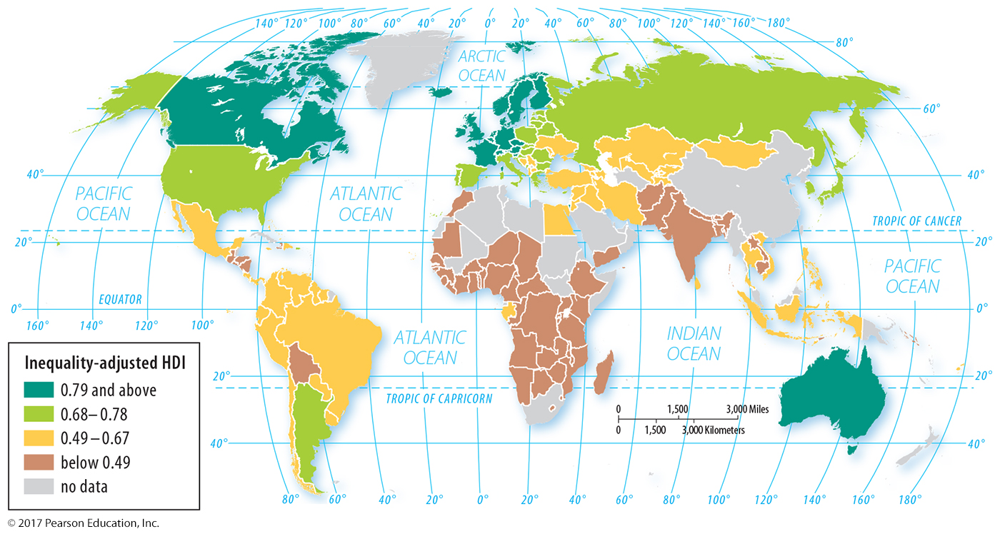 140° 120° 100° 80° 60° 40° 20° 0° 20° 40° 60° 80° 100° 120° 140° 160° 180°
80°
ARCTIC
OCEAN
60°
40°
40°
PACIFIC
OCEAN
ATLANTIC
OCEAN
TROPIC OF CANCER
20°
20°
PACIFIC
OCEAN
EQUATOR
0°
0°
160° 140° 120° 100°
ATLANTIC
OCEAN
INDIAN
OCEAN
20°
20°
TROPIC OF CAPRICORN
0 1,500 3,000 Miles
0 1,500 3,000 Kilometers
40°
40°
80° 60° 40° 20° 0° 20° 40° 60° 80° 100° 120° 140° 160° 180°
Inequality-adjusted HDI
0.79 and above
0.68–0.78
0.49–0.67
below 0.49
no data
© 2017 Pearson Education, Inc.